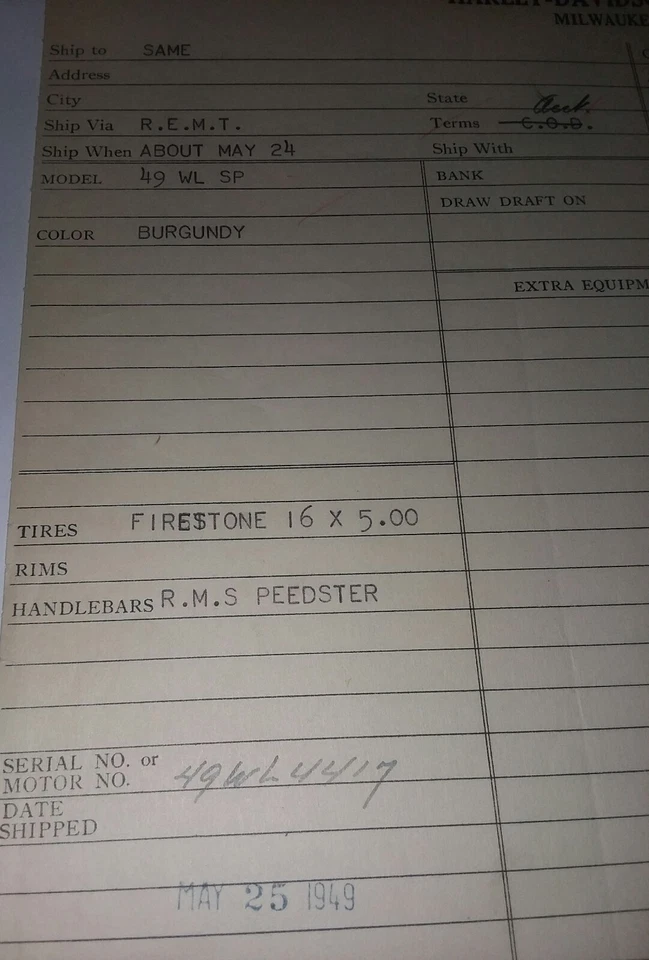 MILWAUKE
Ship to SAME
Address
City State
Ship Via R.E.M.T. Terms C.O.D.
Ship When ABOUT MAY 24 Ship With
MODEL 49 WL SP BANK
DRAW DRAFT ON
COLOR BURGUNDY
EXTRA EQUIPM
TIRES FIRESTONE 16 X 5.00
RIMS
HANDLEBARS R.M.S PEEDSTER
SERIAL NO. or
MOTOR NO. 49WL4417
DATE
SHIPPED
MAY 25 1949